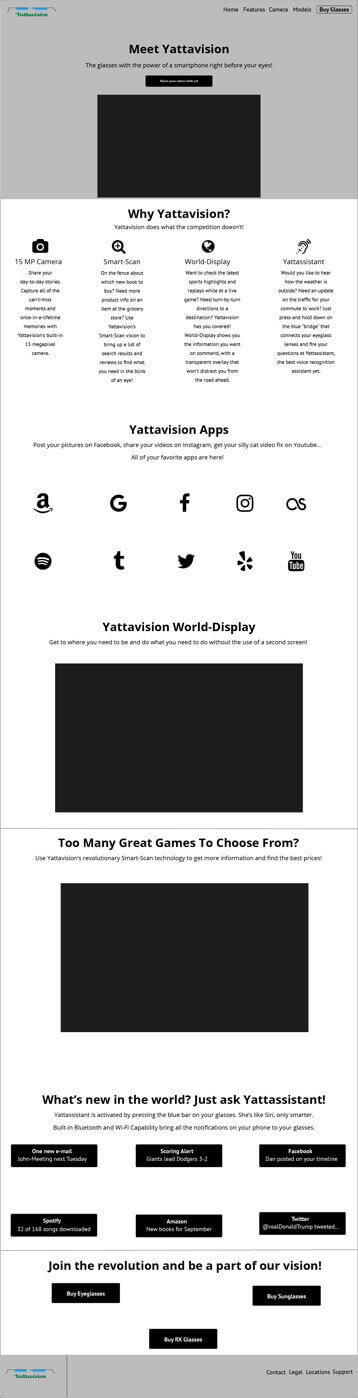 Yattavision
Home Features Camera Models Buy Glasses
Meet Yattavision
The glasses with the power of a smartphone right before your eyes!
Share your vision with us!
Why Yattavision?
Yattavision does what the competition doesn't!
15 MP Camera
Share your
day-to-day stories.
Capture all of the
can't-miss
moments and
once-in-a-lifetime
memories with
Yattavision's built-in
15 megapixel
camera.
Smart-Scan
On the fence about
which new book to
buy? Need more
product info on an
item at the grocery
store? Use
Yattavision's
Smart-Scan vision to
bring up a list of
search results and
reviews to find what
you need in the blink
of an eye!
World-Display
Want to check the latest
sports highlights and
replays while at a live
game? Need turn-by-turn
directions to a
destination? Yattavision
has you covered!
World-Display shows you
the information you want
on command, with a
transparent overlay that
won't distract you from
the road ahead.
Yattassistant
Would you like to hear
how the weather is
outside? Need an update
on the traffic for your
commute to work? Just
press and hold down on
the blue "bridge" that
connects your eyeglass
lenses and fire your
questions at Yattassistant,
the best voice recognition
assistant yet.
Yattavision Apps
Post your pictures on Facebook, share your videos on Instagram, get your silly cat video fix on Youtube...
All of your favorite apps are here!
You
Tube
Yattavision World-Display
Get to where you need to be and do what you need to do without the use of a second screen!
Too Many Great Games To Choose From?
Use Yattavision's revolutionary Smart-Scan technology to get more information and find the best prices!
What's new in the world? Just ask Yattassistant!
Yattassistant is activated by pressing the blue bar on your glasses. She's like Siri, only smarter.
Built-in Bluetooth and Wi-Fi Capability bring all the notifications on your phone to your glasses.
One new e-mail
John-Meeting next Tuesday
Scoring Alert
Giants lead Dodgers 3-2
Facebook
Dan posted on your timeline
Spotify
32 of 168 songs downloaded
Amazon
New books for September
Twitter
@realDonaldTrump tweeted...
Join the revolution and be a part of our vision!
Buy Eyeglasses
Buy Sunglasses
Buy RX Glasses
Yattavision
Contact Legal Locations Support